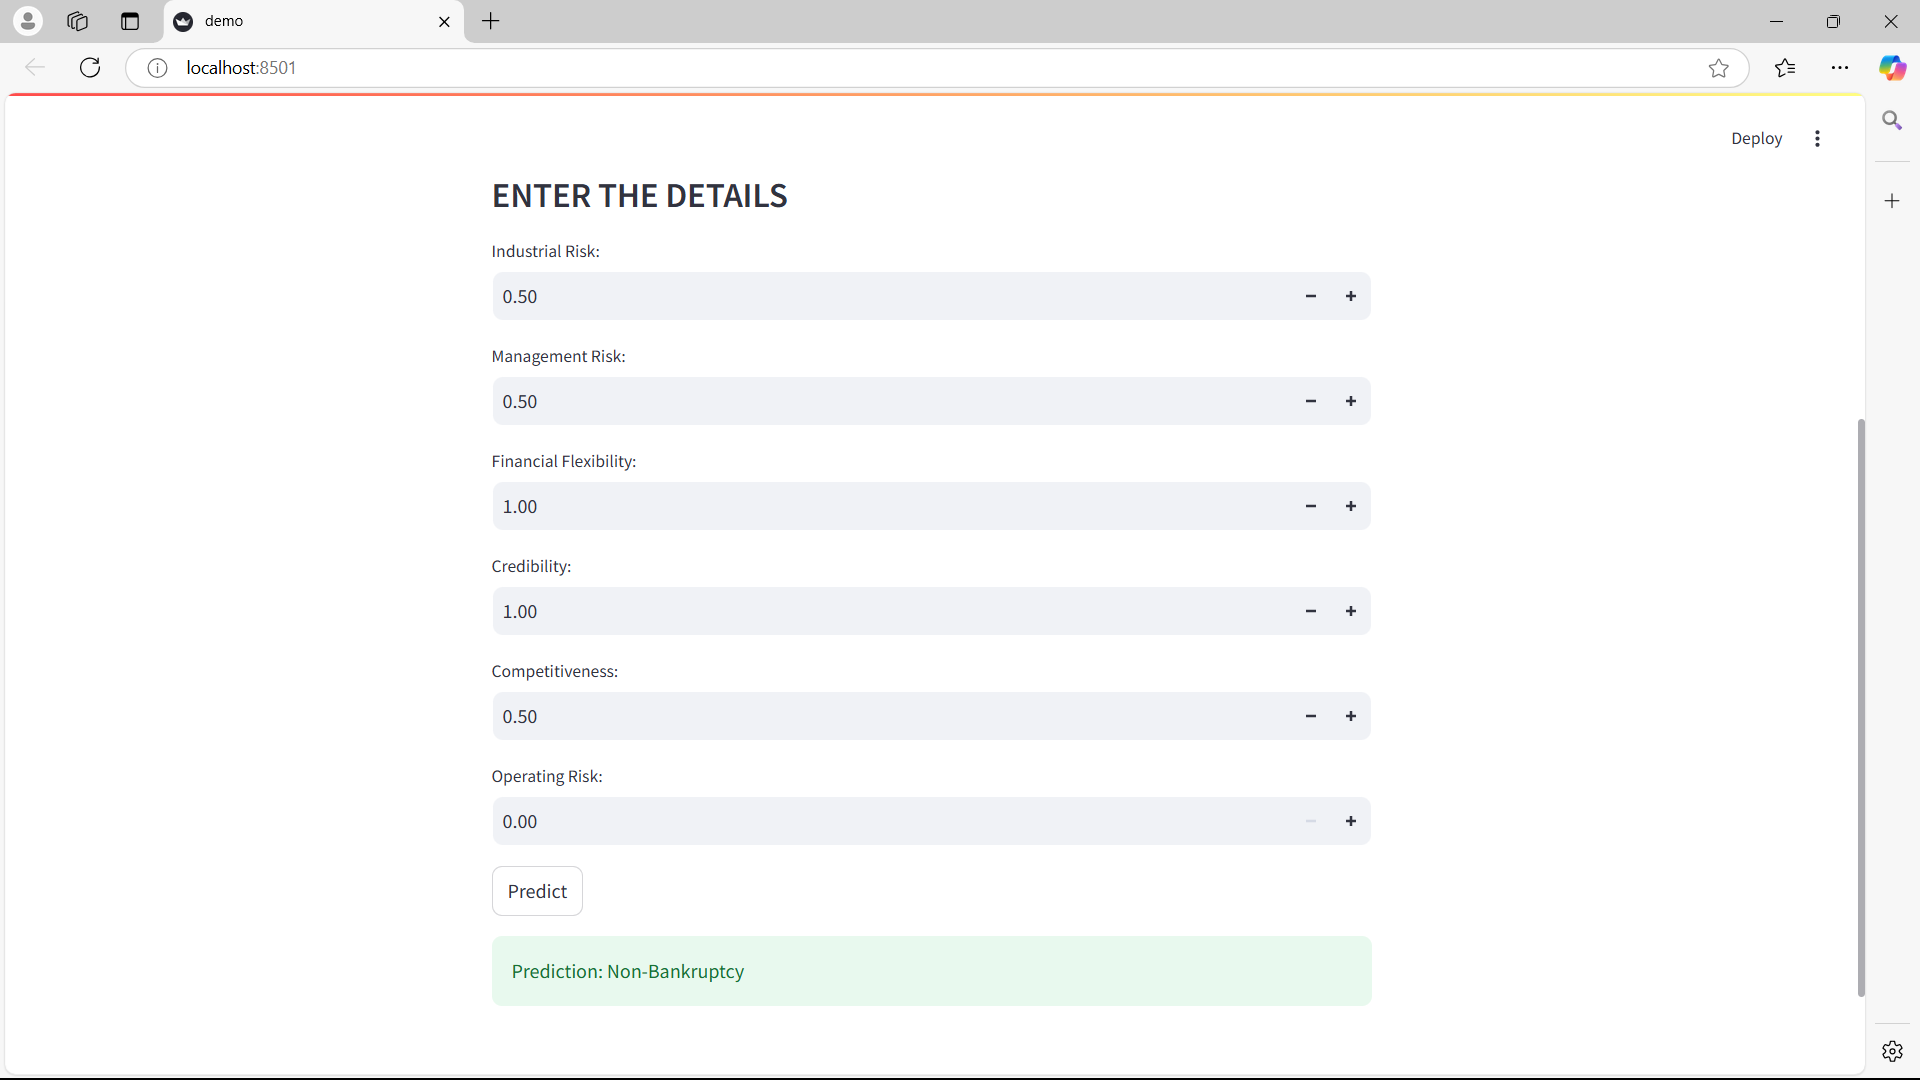 demo
localhost:8501
Deploy
ENTER THE DETAILS
Industrial Risk:
0.50
Management Risk:
0.50
Financial Flexibility:
1.00
Credibility:
1.00
Competitiveness:
0.50
Operating Risk:
0.00
Predict
Prediction: Non-Bankruptcy